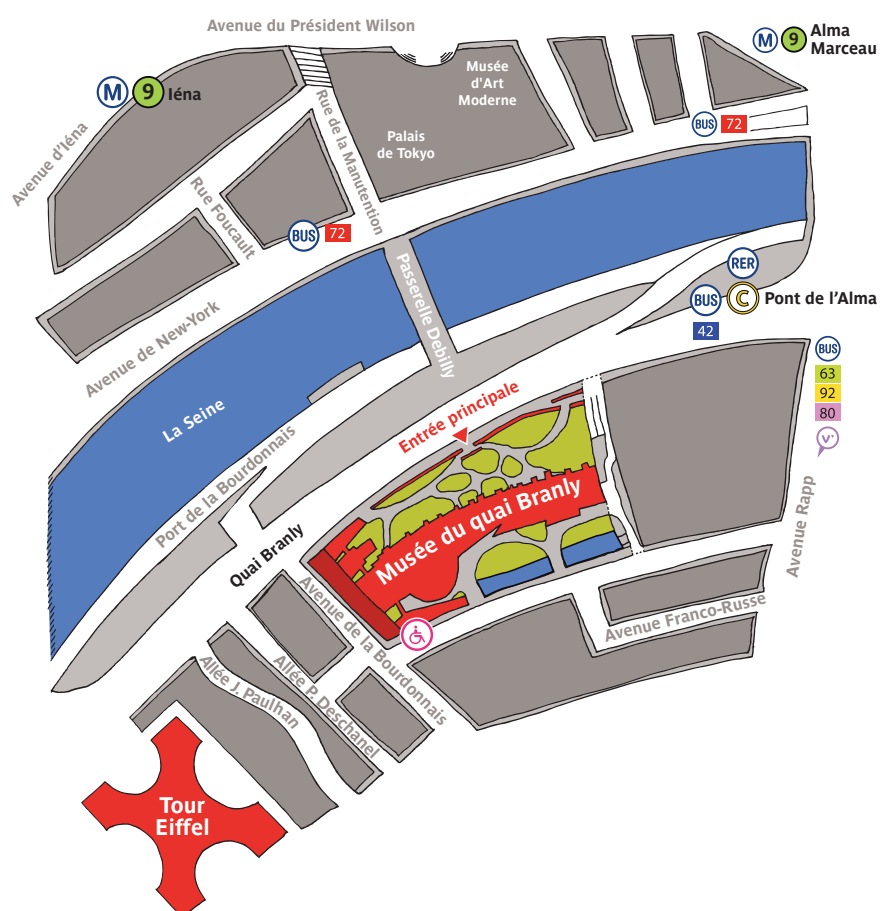 Avenue du Président Wilson
M 9 Alma
Marceau
M 9 Iéna
Musée
d'Art
Moderne
Palais
de Tokyo
Avenue d'Iéna
Rue de la Manutention
Rue Foucault
BUS 72
BUS 72
Avenue de New-York
Passerelle Debilly
RER
BUS C Pont de l'Alma
42
La Seine
Port de la Bourdonnais
Entrée principale
BUS
63
92
80
V
Musée du quai Branly
Quai Branly
Avenue Rapp
Avenue de la Bourdonnais
Avenue Franco-Russe
Allée P. Deschanel
Allée J. Paulhan
Tour
Eiffel